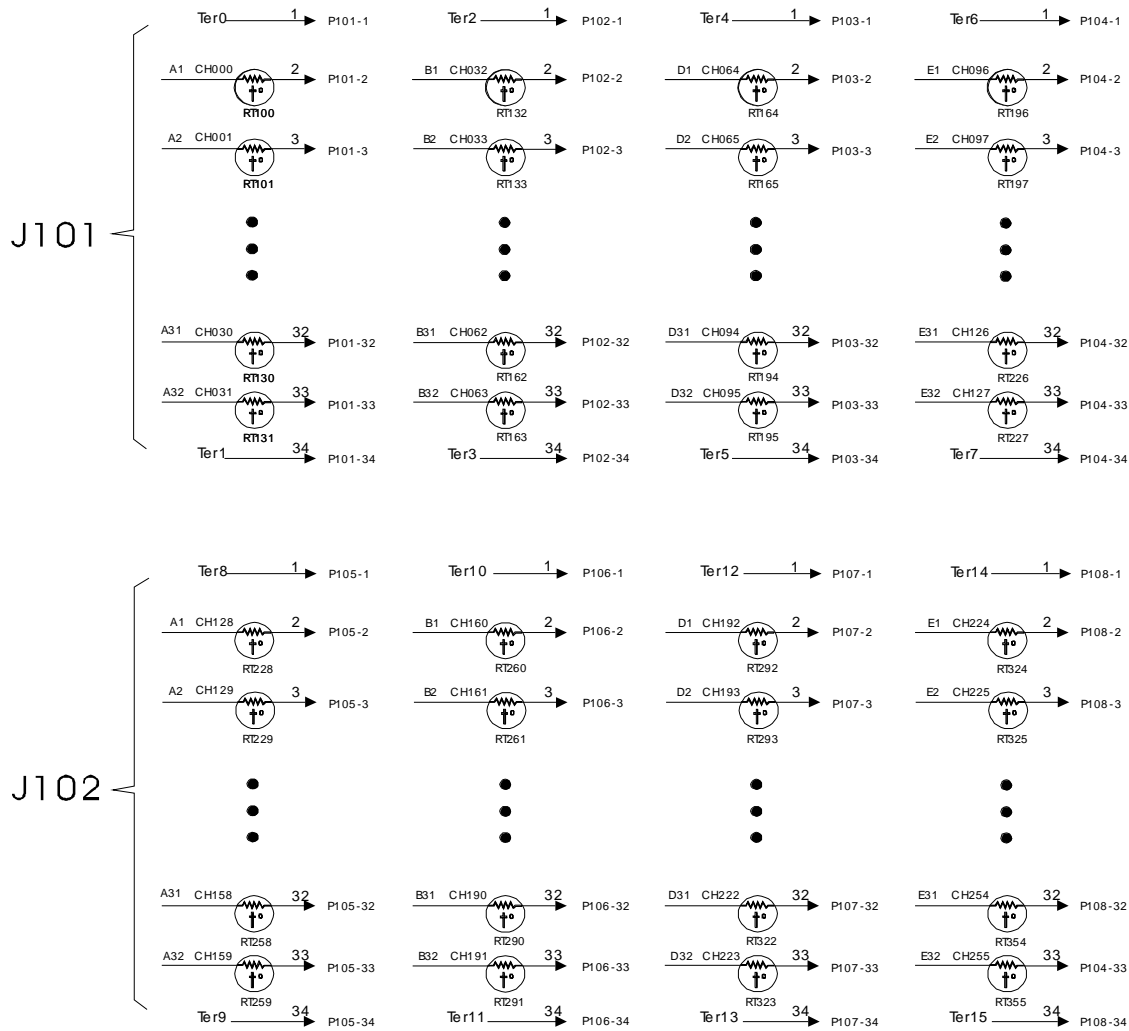 Ter0 1 P101-1 Ter2 1 P102-1 Ter4 1 P103-1 Ter6 1 P104-1
A1 CH000 2 P101-2 B1 CH032 2 P102-2 D1 CH064 2 P103-2 E1 CH096 2 P104-2
RT100 RT132 RT164 RT196
A2 CH001 3 P101-3 B2 CH033 3 P102-3 D2 CH065 3 P103-3 E2 CH097 3 P104-3
RT101 RT133 RT165 RT197
J101
A31 CH030 32 P101-32 B31 CH062 32 P102-32 D31 CH094 32 P103-32 E31 CH126 32 P104-32
RT130 RT162 RT194 RT226
A32 CH031 33 P101-33 B32 CH063 33 P102-33 D32 CH095 33 P103-33 E32 CH127 33 P104-33
RT131 RT163 RT195 RT227
Ter1 34 P101-34 Ter3 34 P102-34 Ter5 34 P103-34 Ter7 34 P104-34
Ter8 1 P105-1 Ter10 1 P106-1 Ter12 1 P107-1 Ter14 1 P108-1
A1 CH128 2 P105-2 B1 CH160 2 P106-2 D1 CH192 2 P107-2 E1 CH224 2 P108-2
RT228 RT260 RT292 RT324
A2 CH129 3 P105-3 B2 CH161 3 P106-3 D2 CH193 3 P107-3 E2 CH225 3 P108-3
RT229 RT261 RT293 RT325
J102
A31 CH158 32 P105-32 B31 CH190 32 P106-32 D31 CH222 32 P107-32 E31 CH254 32 P108-32
RT258 RT290 RT322 RT354
A32 CH159 33 P105-33 B32 CH191 33 P106-33 D32 CH223 33 P107-33 E32 CH255 33 P104-33
RT259 RT291 RT323 RT355
Ter9 34 P105-34 Ter11 34 P106-34 Ter13 34 P107-34 Ter15 34 P108-34